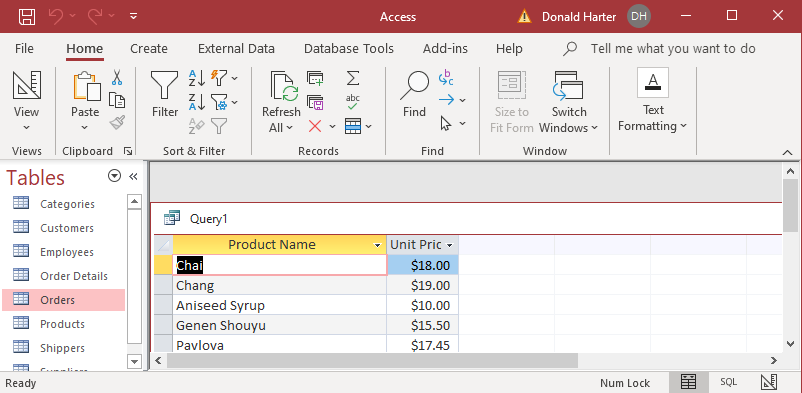 Access
Donald Harter
DH
File Home Create External Data Database Tools Add-ins Help Tell me what you want to do
View
Views
Paste
Clipboard
Filter
Sort & Filter
Refresh
All
abc
Records
Find
Find
Size to
Fit Form
Switch
Windows
Window
A
Text
Formatting
Tables
Categories
Customers
Employees
Order Details
Orders
Products
Shippers
Suppliers
Query1
Product Name Unit Pric
Chai $18.00
Chang $19.00
Aniseed Syrup $10.00
Genen Shouyu $15.50
Pavlova $17.45
Ready
Num Lock
SQL